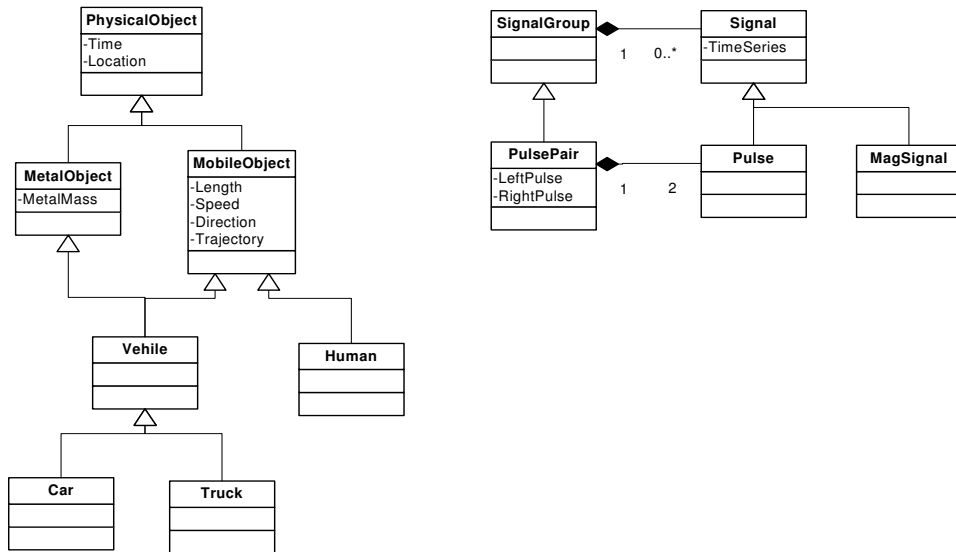 PhysicalObject
-Time
-Location
MetalObject
-MetalMass
MobileObject
-Length
-Speed
-Direction
-Trajectory
Vehile
Human
Car
Truck
SignalGroup
1
0..*
Signal
-TimeSeries
PulsePair
-LeftPulse
-RightPulse
1
2
Pulse
MagSignal